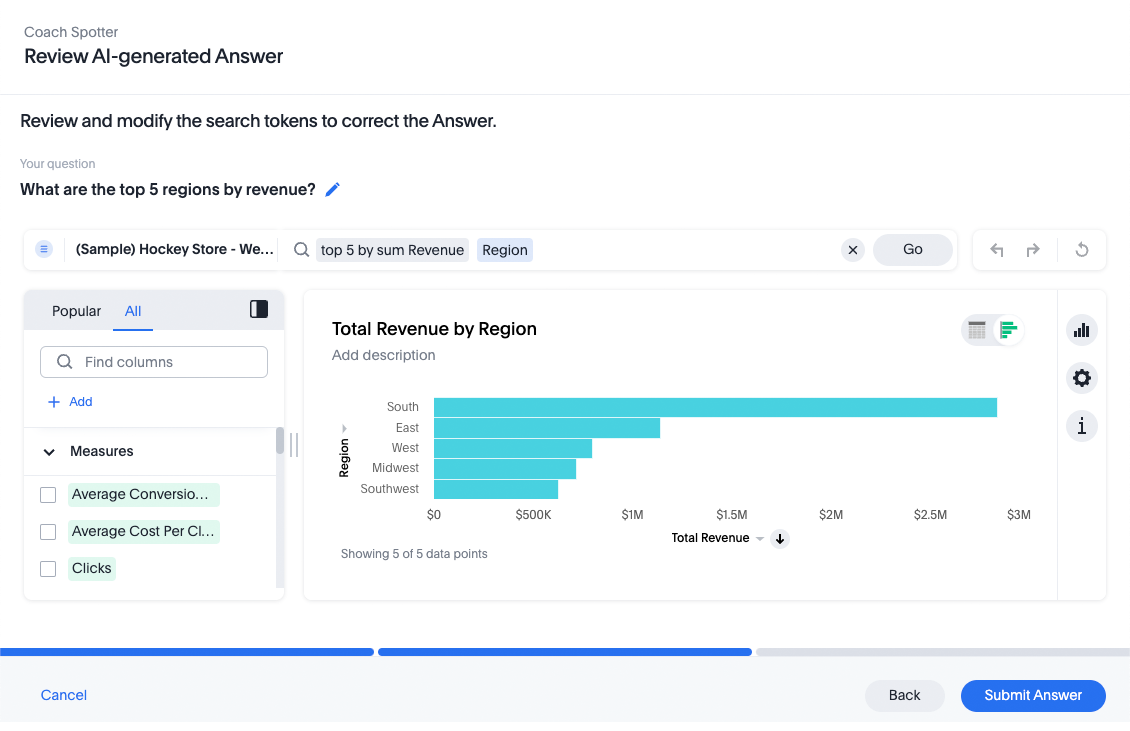 Coach Spotter
Review AI-generated Answer
Review and modify the search tokens to correct the Answer.
Your question
What are the top 5 regions by revenue?
(Sample) Hockey Store - We...
top 5 by sum Revenue
Region
Go
Popular
All
Find columns
Add
Measures
Average Conversio...
Average Cost Per Cl...
Clicks
Total Revenue by Region
Add description
Region
South
East
West
Midwest
Southwest
$0 $500K $1M $1.5M $2M $2.5M $3M
Total Revenue
Showing 5 of 5 data points
Cancel
Back
Submit Answer